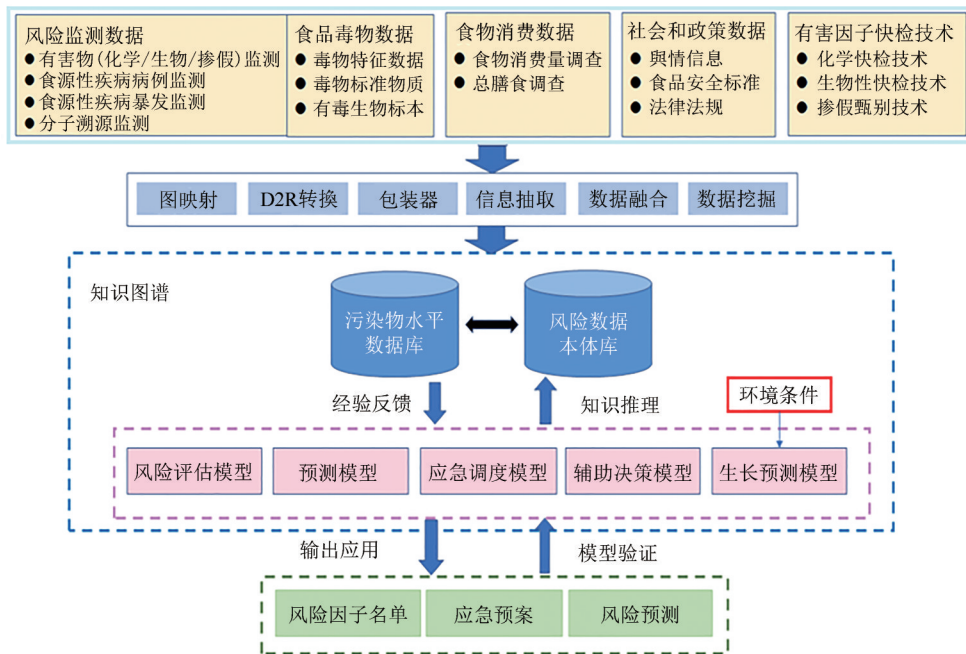 风险监测数据
● 有害物(化学/生物/掺假)监测
● 食源性疾病病例监测
● 食源性疾病暴发监测
● 分子溯源监测
食品毒物数据
● 毒物特征数据
● 毒物标准物质
● 有毒生物标本
食物消费数据
● 食物消费量调查
● 总膳食调查
社会和政策数据
● 舆情信息
● 食品安全标准
● 法律法规
有害因子快检技术
● 化学快检技术
● 生物性快检技术
● 掺假甄别技术
图映射
D2R转换
包装器
信息抽取
数据融合
数据挖掘
知识图谱
污染物水平
数据库
风险数据
本体库
经验反馈
知识推理
环境条件
风险评估模型
预测模型
应急调度模型
辅助决策模型
生长预测模型
输出应用
模型验证
风险因子名单
应急预案
风险预测